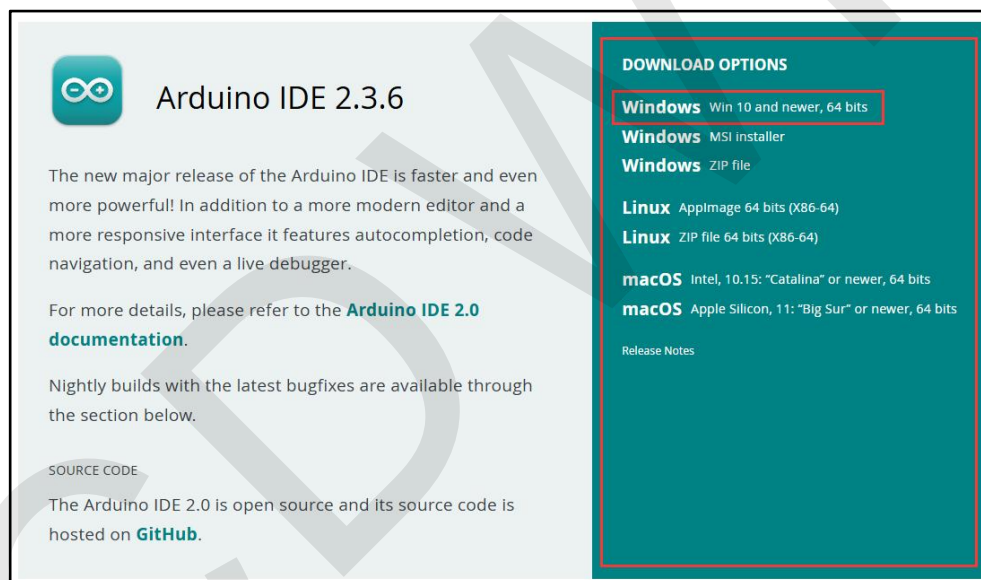 Arduino IDE 2.3.6
The new major release of the Arduino IDE is faster and even
more powerful! In addition to a more modern editor and a
more responsive interface it features autocompletion, code
navigation, and even a live debugger.
For more details, please refer to the Arduino IDE 2.0
documentation.
Nightly builds with the latest bugfixes are available through
the section below.
SOURCE CODE
The Arduino IDE 2.0 is open source and its source code is
hosted on GitHub.
DOWNLOAD OPTIONS
Windows Win 10 and newer, 64 bits
Windows MSI installer
Windows ZIP file
Linux AppImage 64 bits (X86-64)
Linux ZIP file 64 bits (X86-64)
macOS Intel, 10.15: “Catalina” or newer, 64 bits
macOS Apple Silicon, 11: “Big Sur” or newer, 64 bits
Release Notes